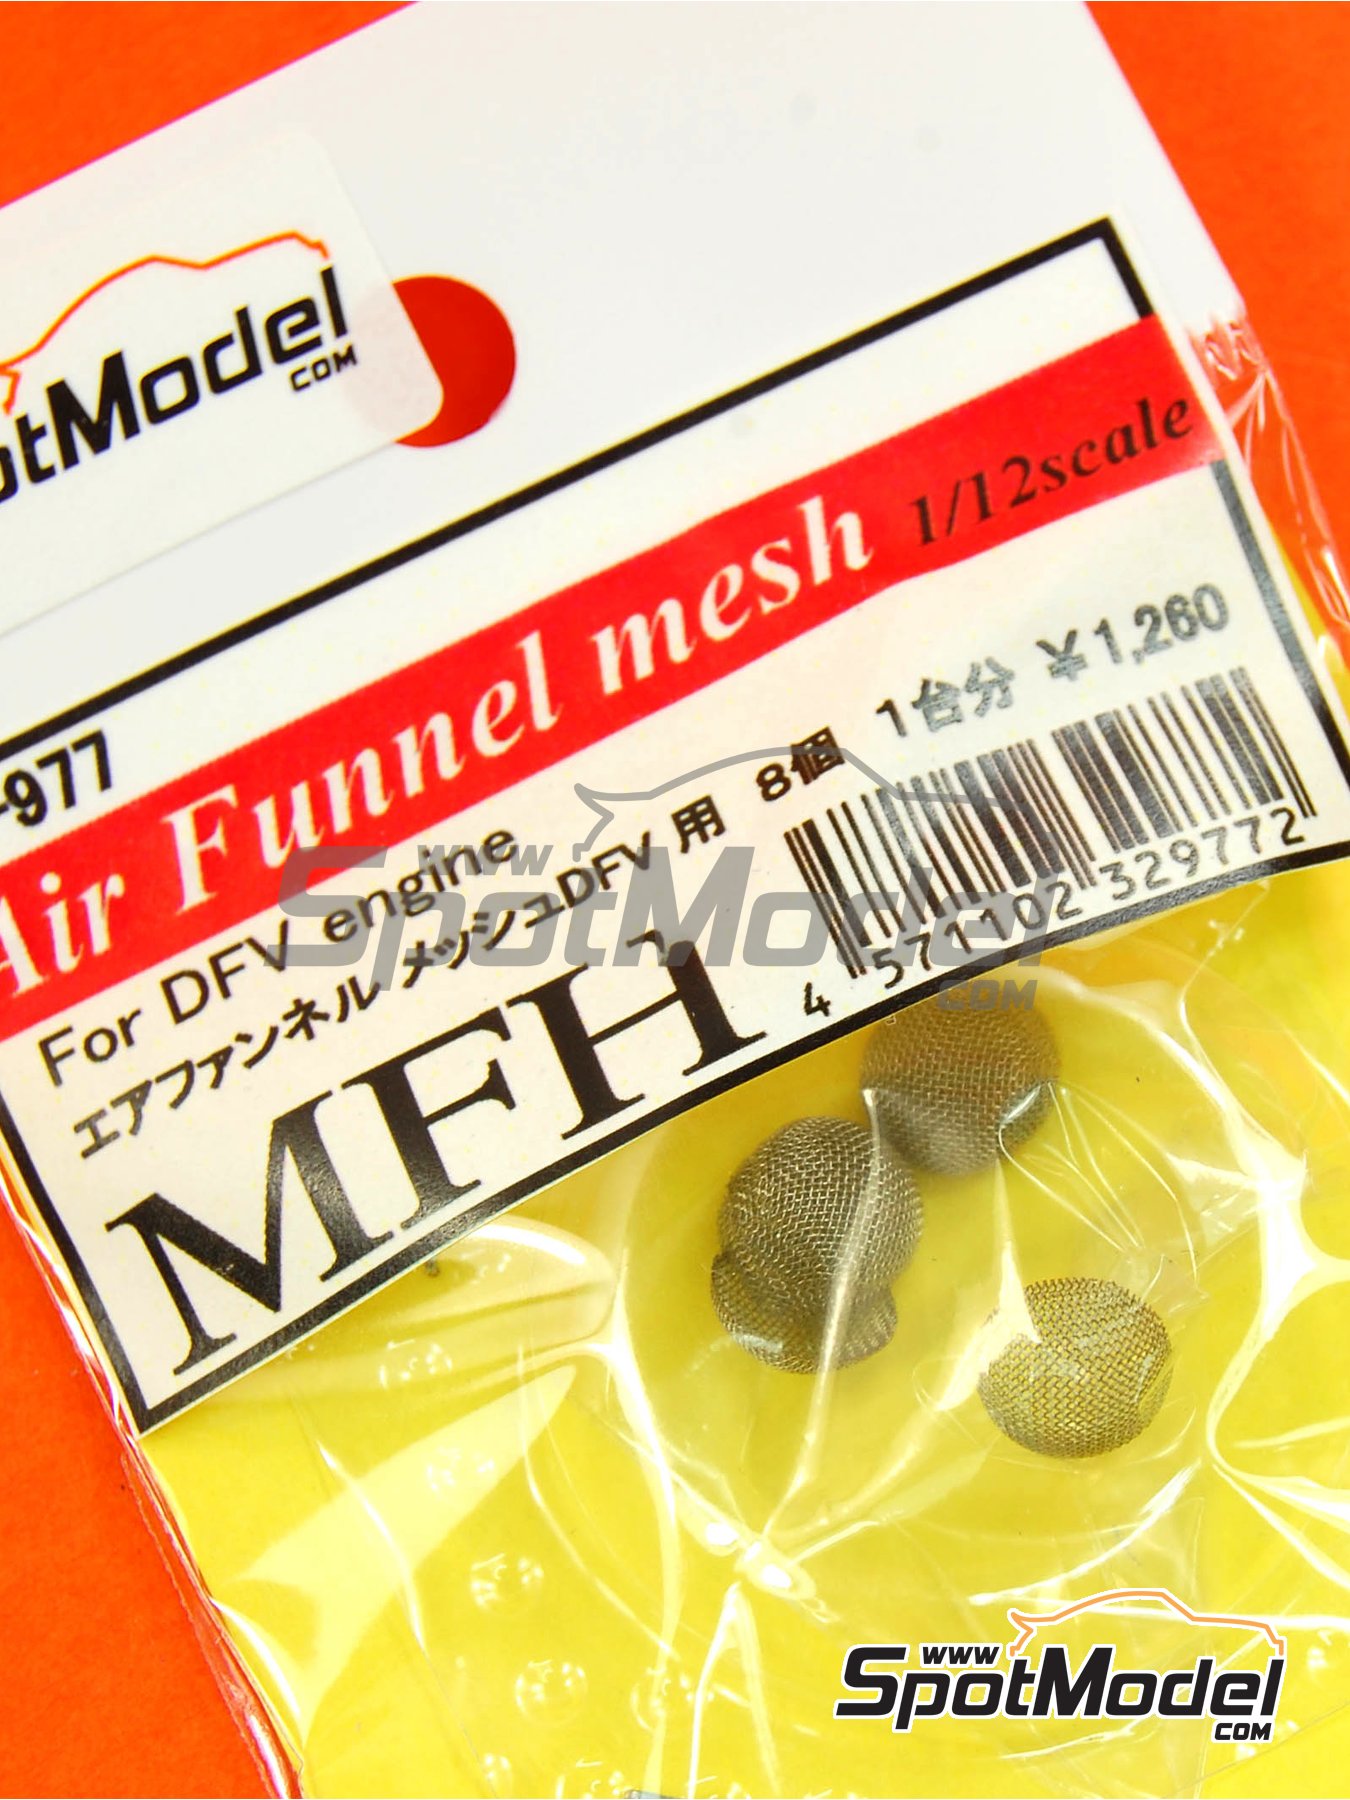 SpotModel
COM
-977
Air Funnel mesh 1/12scale
For DFV engine
エアファンネルメッシュDFV用 8個 1台分 ¥1,260
MFH
4 571102 329772
www
SpotModel
.COM
www
SpotModel
.COM